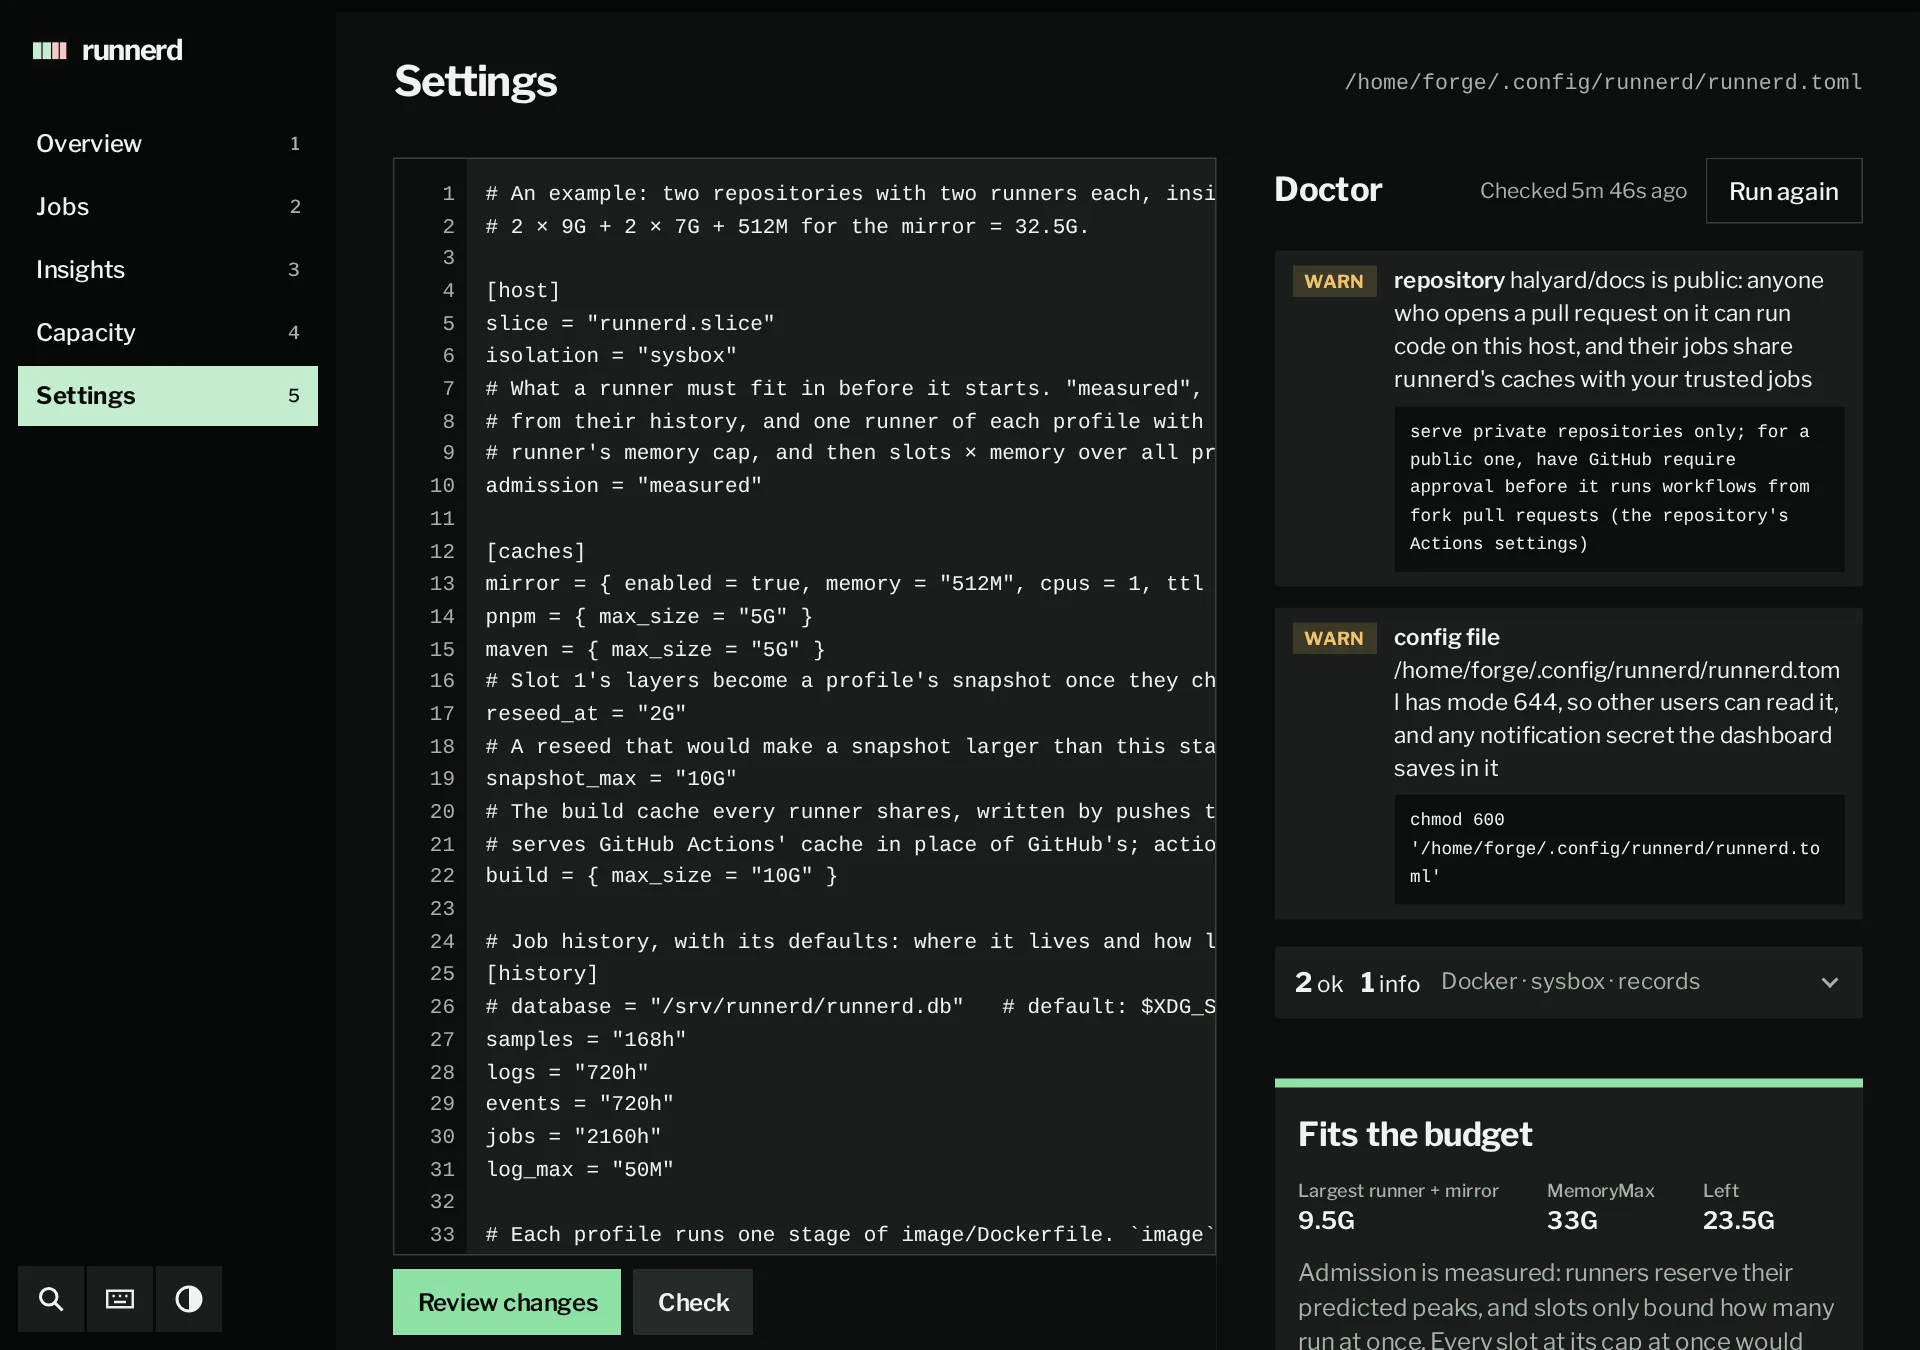 runnerd
Overview 1
Jobs 2
Insights 3
Capacity 4
Settings 5
Settings
/home/forge/.config/runnerd/runnerd.toml
1 # An example: two repositories with two runners each, insi
2 # 2 × 9G + 2 × 7G + 512M for the mirror = 32.5G.
3
4 [host]
5 slice = "runnerd.slice"
6 isolation = "sysbox"
7 # What a runner must fit in before it starts. "measured",
8 # from their history, and one runner of each profile with
9 # runner's memory cap, and then slots × memory over all pr
10 admission = "measured"
11
12 [caches]
13 mirror = { enabled = true, memory = "512M", cpus = 1, ttl
14 pnpm = { max_size = "5G" }
15 maven = { max_size = "5G" }
16 # Slot 1's layers become a profile's snapshot once they ch
17 reseed_at = "2G"
18 # A reseed that would make a snapshot larger than this sta
19 snapshot_max = "10G"
20 # The build cache every runner shares, written by pushes t
21 # serves GitHub Actions' cache in place of GitHub's; actio
22 build = { max_size = "10G" }
23
24 # Job history, with its defaults: where it lives and how l
25 [history]
26 # database = "/srv/runnerd/runnerd.db"   # default: $XDG_S
27 samples = "168h"
28 logs = "720h"
29 events = "720h"
30 jobs = "2160h"
31 log_max = "50M"
32
33 # Each profile runs one stage of image/Dockerfile. `image`
Review changes
Check
Doctor
Checked 5m 46s ago
Run again
WARN
repository halyard/docs is public: anyone
who opens a pull request on it can run
code on this host, and their jobs share
runnerd's caches with your trusted jobs
serve private repositories only; for a
public one, have GitHub require
approval before it runs workflows from
fork pull requests (the repository's
Actions settings)
WARN
config file
/home/forge/.config/runnerd/runnerd.tom
l has mode 644, so other users can read it,
and any notification secret the dashboard
saves in it
chmod 600
'/home/forge/.config/runnerd/runnerd.to
ml'
2 ok 1 info Docker · sysbox · records
Fits the budget
Largest runner + mirror MemoryMax Left
9.5G 33G 23.5G
Admission is measured: runners reserve their
predicted peaks, and slots only bound how many
run at once. Every slot at its cap at once would